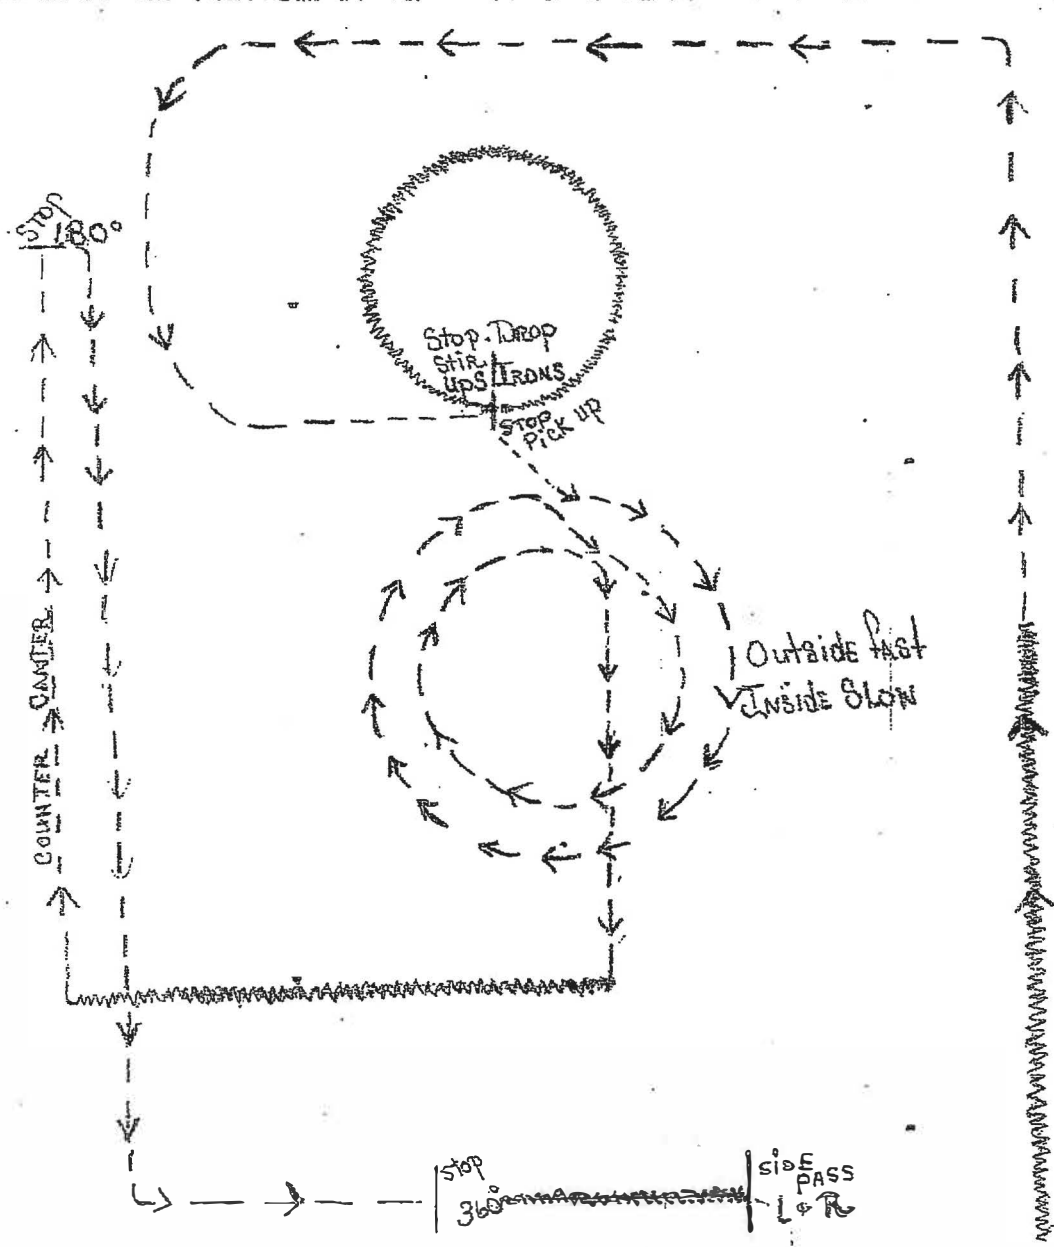 Stop
180°
Stop. Drop
Stir
ups IRONS
STOP
PICK UP
Outside fast
Inside Slow
COUNTER CANTER
Stop
360°
SIDE
PASS
L & R